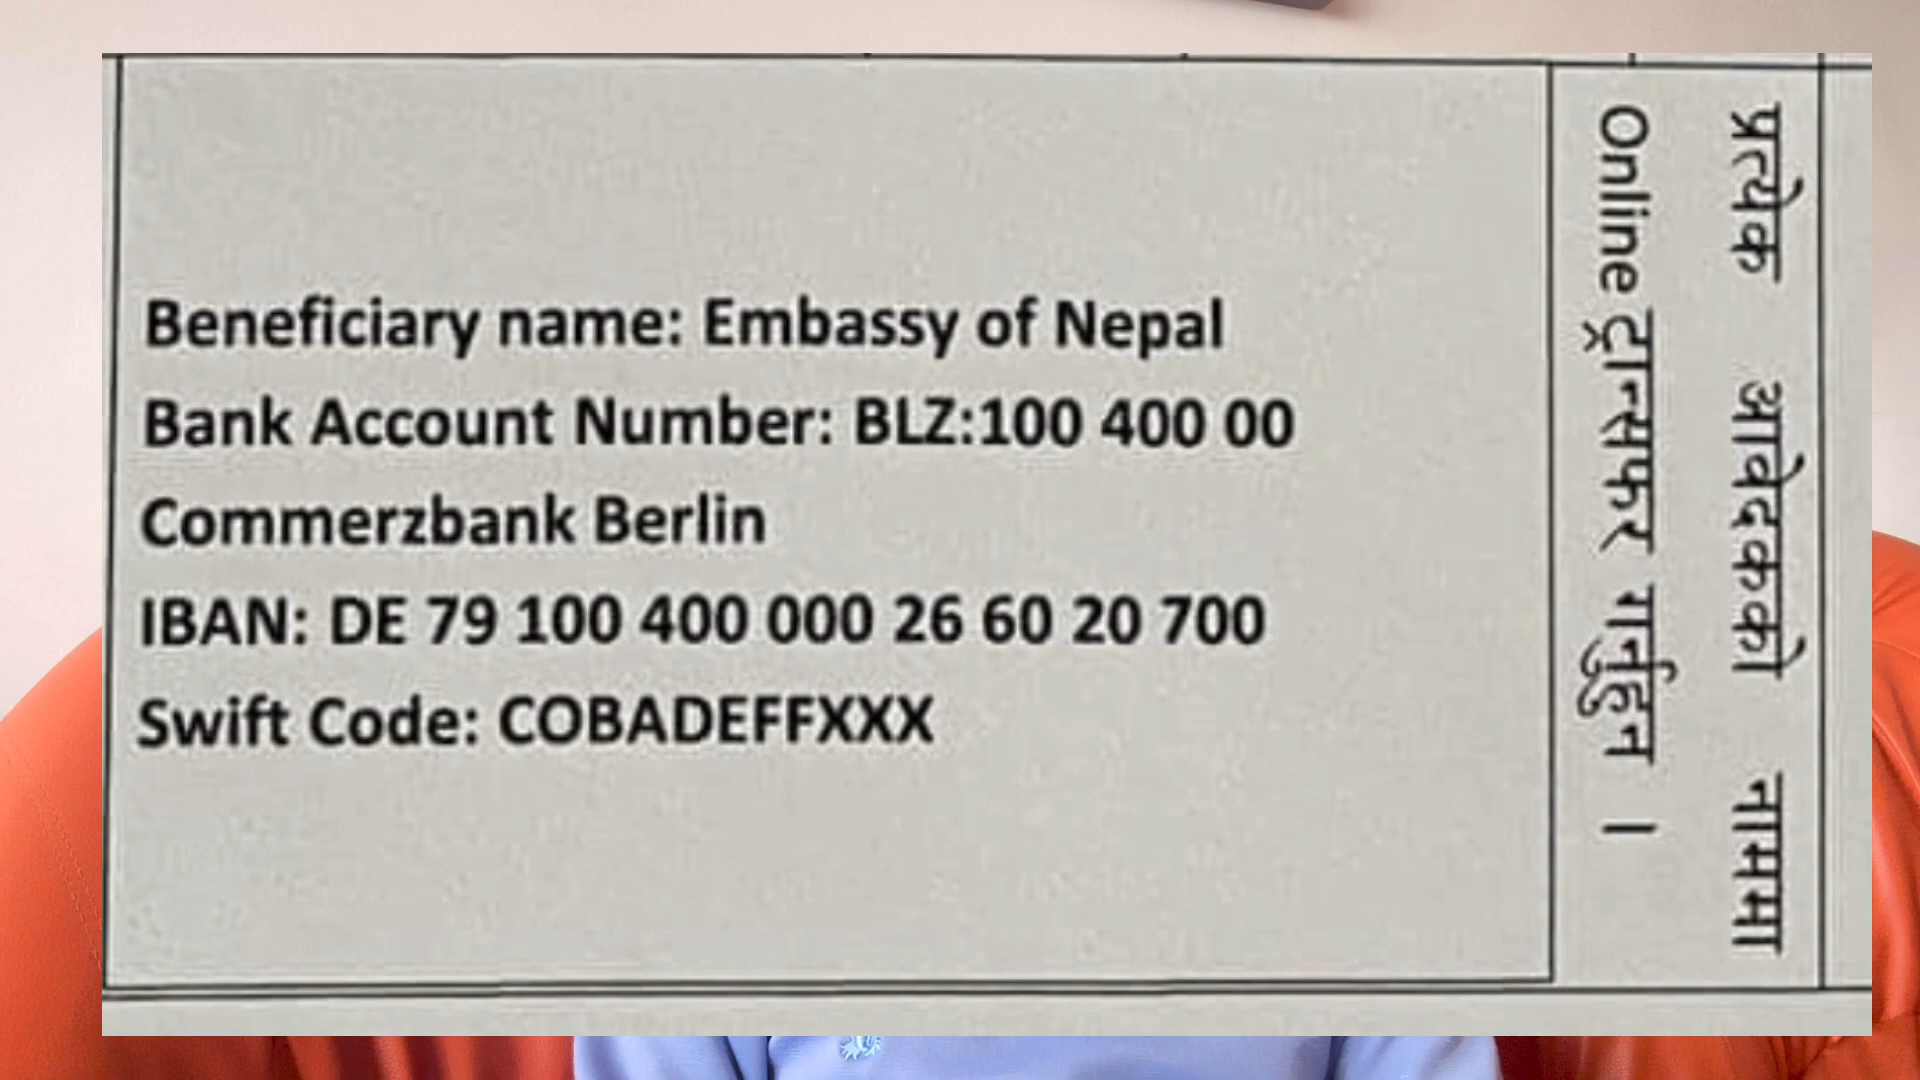 Beneficiary name: Embassy of Nepal
Bank Account Number: BLZ:100 400 00
Commerzbank Berlin
IBAN: DE 79 100 400 000 26 60 20 700
Swift Code: COBADEFFXXX
प्रत्येक आवेदकको नाममा
Online ट्रान्सफर गर्नुहुन ।